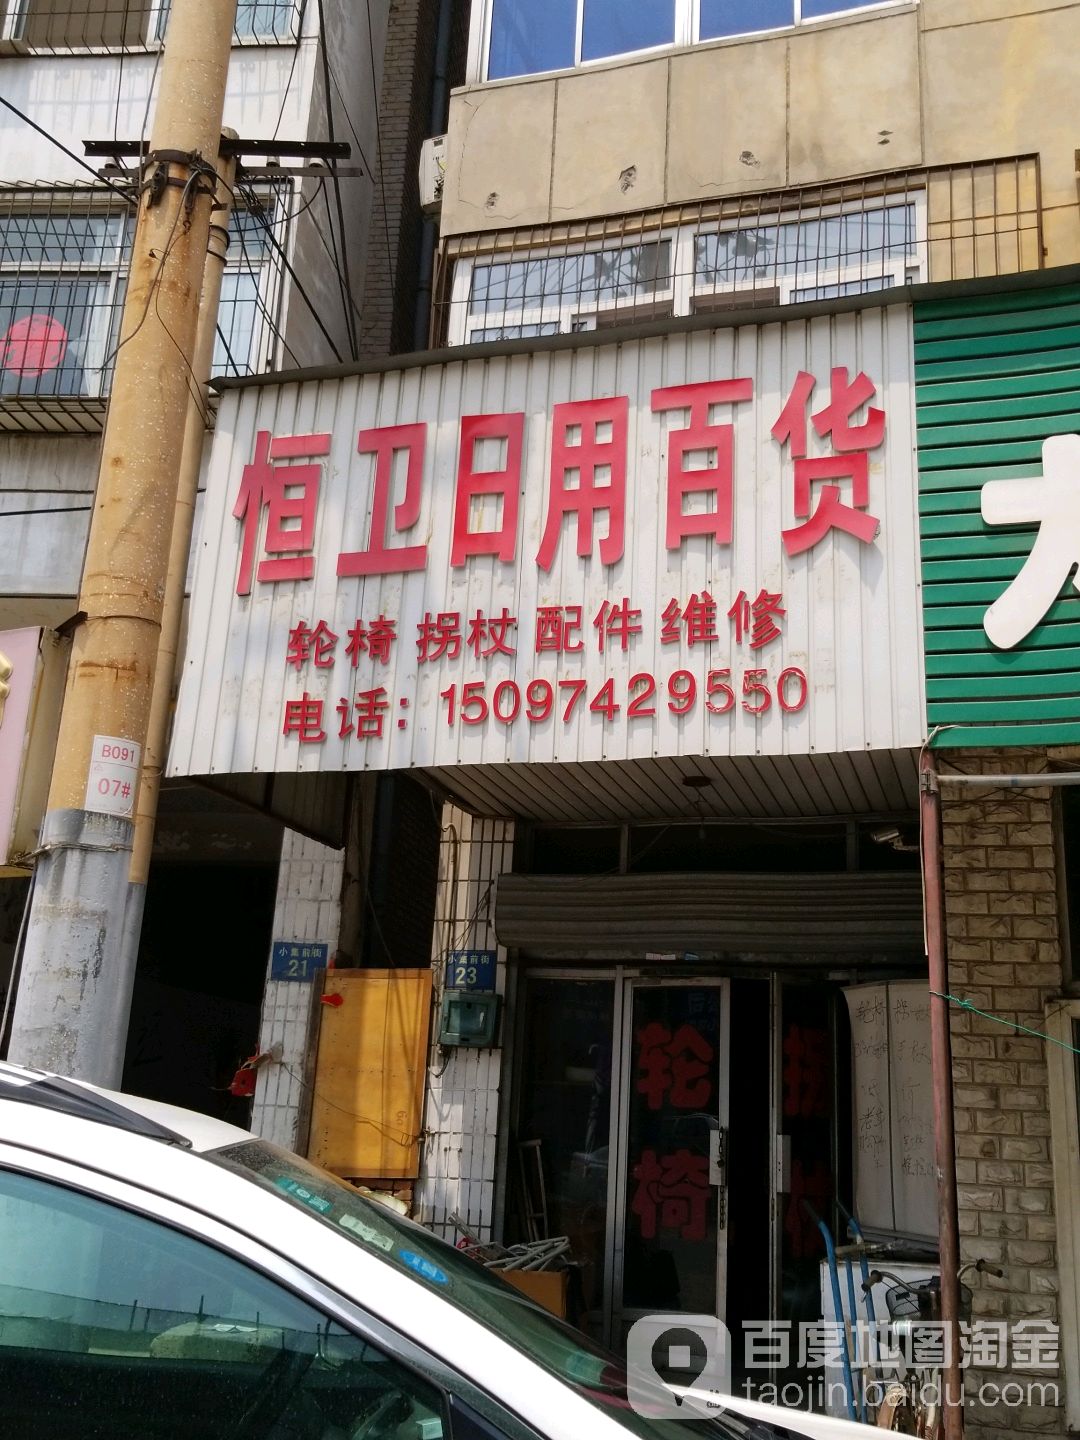 恒卫日用百货
轮椅 拐杖 配件 维修
电话：15097429550
B091
07#
小集前街
21
小集前街
23
轮椅
拐杖
百度地图淘金
taojin.baidu.com